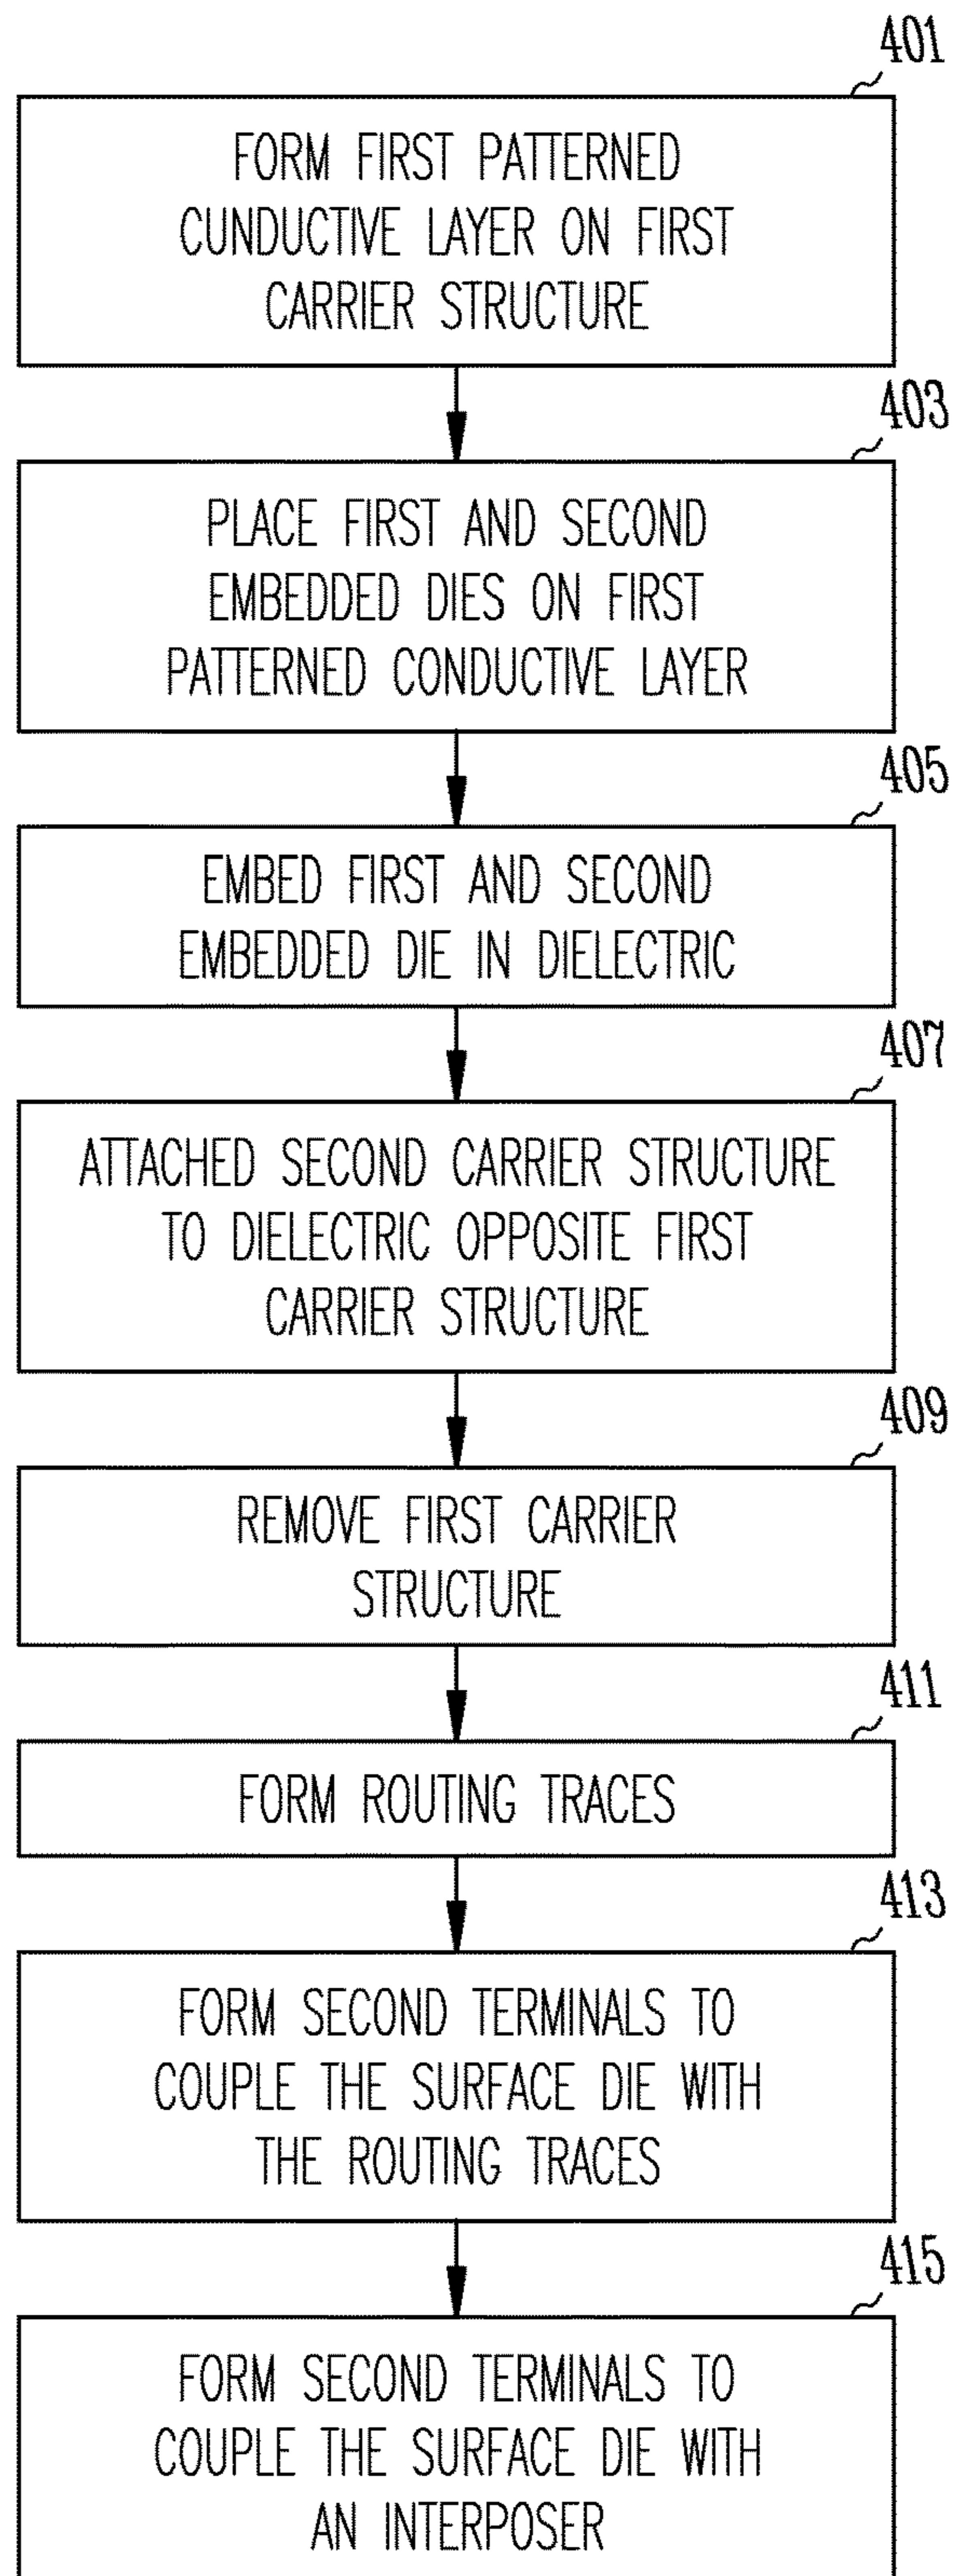 401
FORM FIRST PATTERNED
CUNDUCTIVE LAYER ON FIRST
CARRIER STRUCTURE
403
PLACE FIRST AND SECOND
EMBEDDED DIES ON FIRST
PATTERNED CONDUCTIVE LAYER
405
EMBED FIRST AND SECOND
EMBEDDED DIE IN DIELECTRIC
407
ATTACHED SECOND CARRIER STRUCTURE
TO DIELECTRIC OPPOSITE FIRST
CARRIER STRUCTURE
409
REMOVE FIRST CARRIER
STRUCTURE
411
FORM ROUTING TRACES
413
FORM SECOND TERMINALS TO
COUPLE THE SURFACE DIE WITH
THE ROUTING TRACES
415
FORM SECOND TERMINALS TO
COUPLE THE SURFACE DIE WITH
AN INTERPOSER